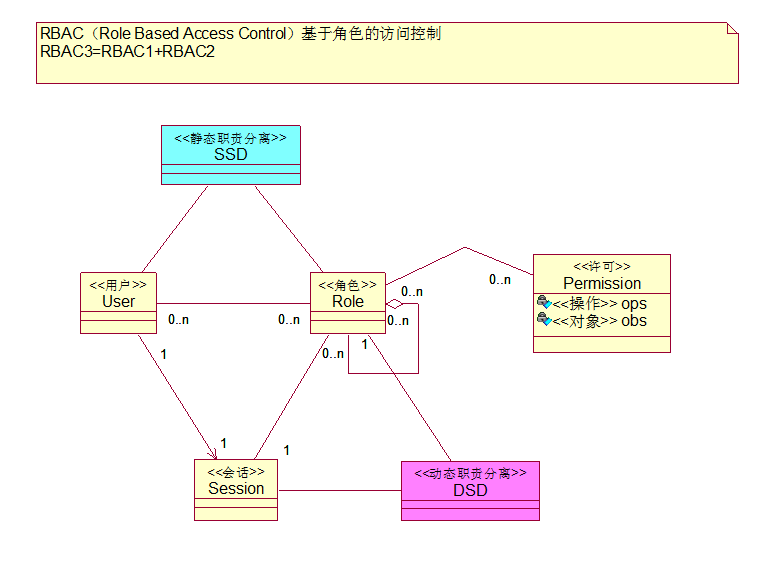 RBAC（Role Based Access Control）基于角色的访问控制
RBAC3=RBAC1+RBAC2
<<静态职责分离>>
SSD
<<用户>>
User
<<角色>>
Role
<<许可>>
Permission
<<操作>> ops
<<对象>> obs
0..n
0..n
0..n
0..n
0..n
0..n
1
1
1
1
<<会话>>
Session
<<动态职责分离>>
DSD